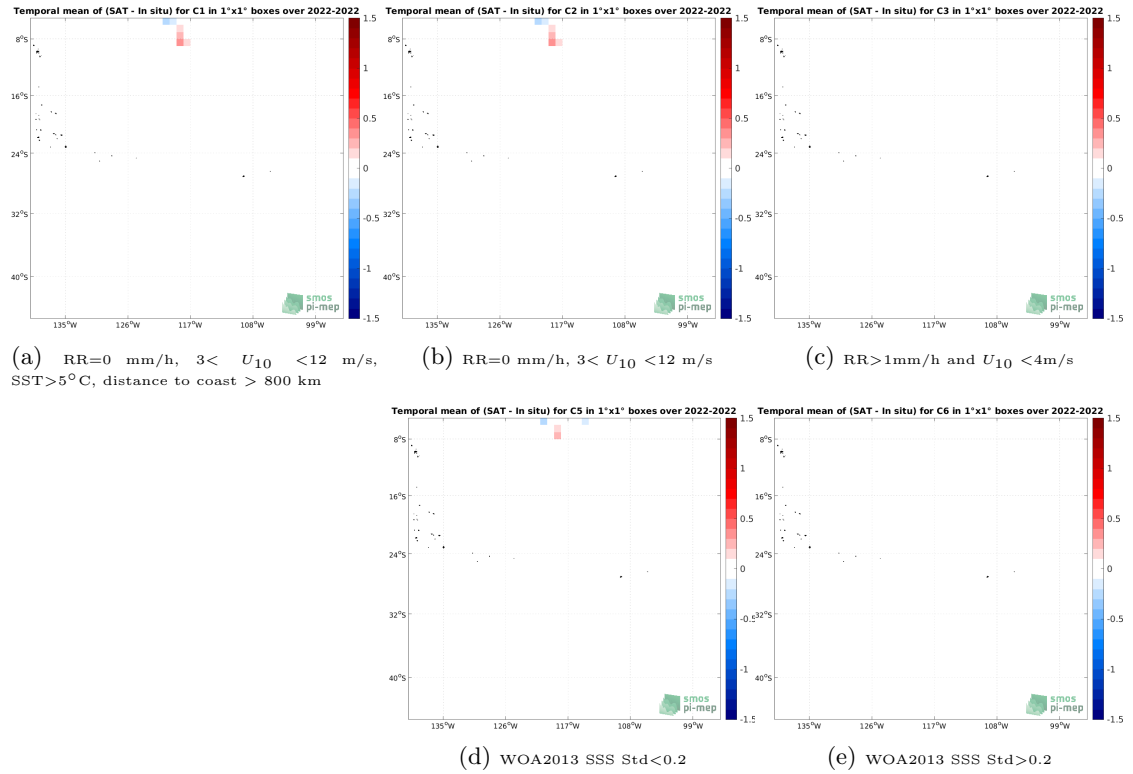 Temporal mean of (SAT - In situ) for C1 in 1°x1° boxes over 2022-2022
8°S
16°S
24°S
32°S
40°S
135°W
126°W
117°W
108°W
99°W
1.5
1
0.5
0
-0.5
-1
-1.5
smos
pi-mep
(a) RR=0 mm/h, 3< U10 <12 m/s,
SST>5°C, distance to coast > 800 km
Temporal mean of (SAT - In situ) for C2 in 1°x1° boxes over 2022-2022
8°S
16°S
24°S
32°S
40°S
135°W
126°W
117°W
108°W
99°W
1.5
1
0.5
0
-0.5
-1
-1.5
smos
pi-mep
(b) RR=0 mm/h, 3< U10 <12 m/s
Temporal mean of (SAT - In situ) for C3 in 1°x1° boxes over 2022-2022
8°S
16°S
24°S
32°S
40°S
135°W
126°W
117°W
108°W
99°W
1.5
1
0.5
0
-0.5
-1
-1.5
smos
pi-mep
(c) RR>1mm/h and U10 <4m/s
Temporal mean of (SAT - In situ) for C5 in 1°x1° boxes over 2022-2022
8°S
16°S
24°S
32°S
40°S
135°W
126°W
117°W
108°W
99°W
1.5
1
0.5
0
-0.5
-1
-1.5
smos
pi-mep
(d) WOA2013 SSS Std<0.2
Temporal mean of (SAT - In situ) for C6 in 1°x1° boxes over 2022-2022
8°S
16°S
24°S
32°S
40°S
135°W
126°W
117°W
108°W
99°W
1.5
1
0.5
0
-0.5
-1
-1.5
smos
pi-mep
(e) WOA2013 SSS Std>0.2